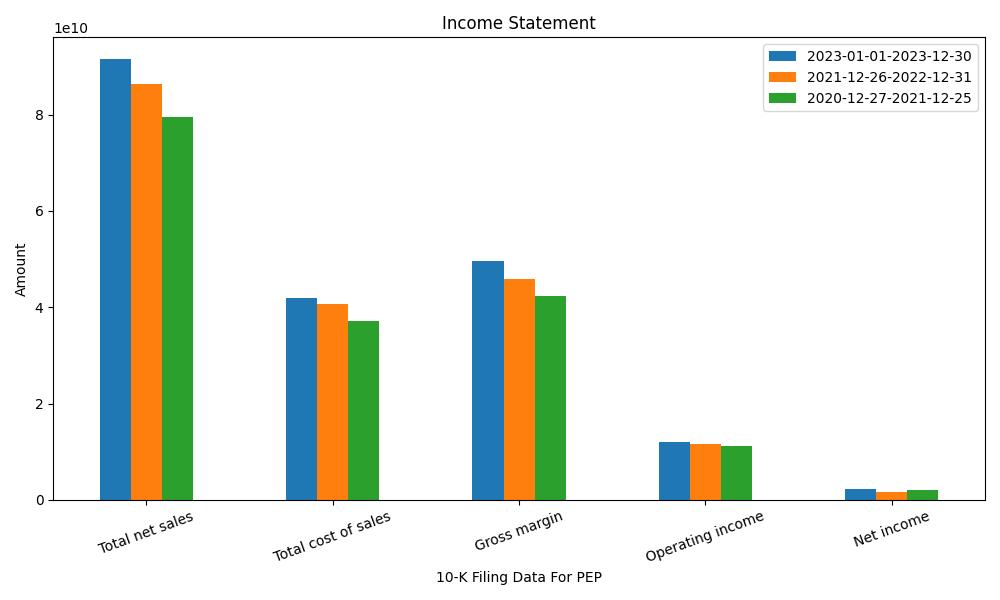 Income Statement
1e10
2023-01-01-2023-12-30
2021-12-26-2022-12-31
2020-12-27-2021-12-25
8
6
4
2
0
Amount
Total net sales
Total cost of sales
Gross margin
Operating income
Net income
10-K Filing Data For PEP